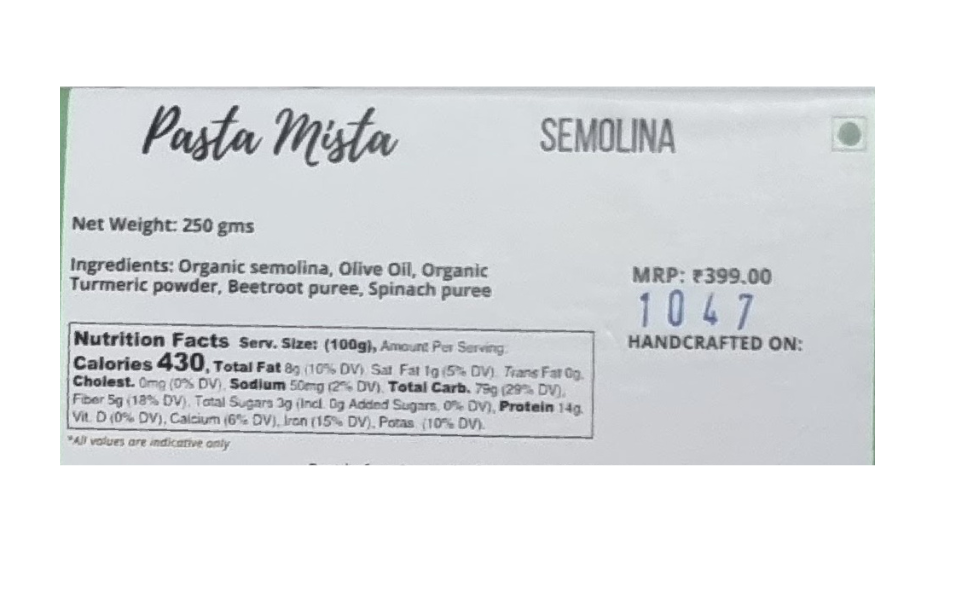 Pasta Mista
SEMOLINA
Net Weight: 250 gms
Ingredients: Organic semolina, Olive Oil, Organic
Turmeric powder, Beetroot puree, Spinach puree
MRP: ₹399.00
1047
HANDCRAFTED ON:
Nutrition Facts Serv. Size: (100g), Amount Per Serving:
Calories 430, Total Fat 8g (10% DV), Sat. Fat 1g (5% DV), Trans Fat 0g,
Cholest. 0mg (0% DV), Sodium 50mg (2% DV), Total Carb. 79g (29% DV),
Fiber 5g (18% DV), Total Sugars 3g (Incl. 0g Added Sugars, 0% DV), Protein 14g,
Vit. D (0% DV), Calcium (6% DV), Iron (15% DV), Potas. (10% DV).
*All values are indicative only